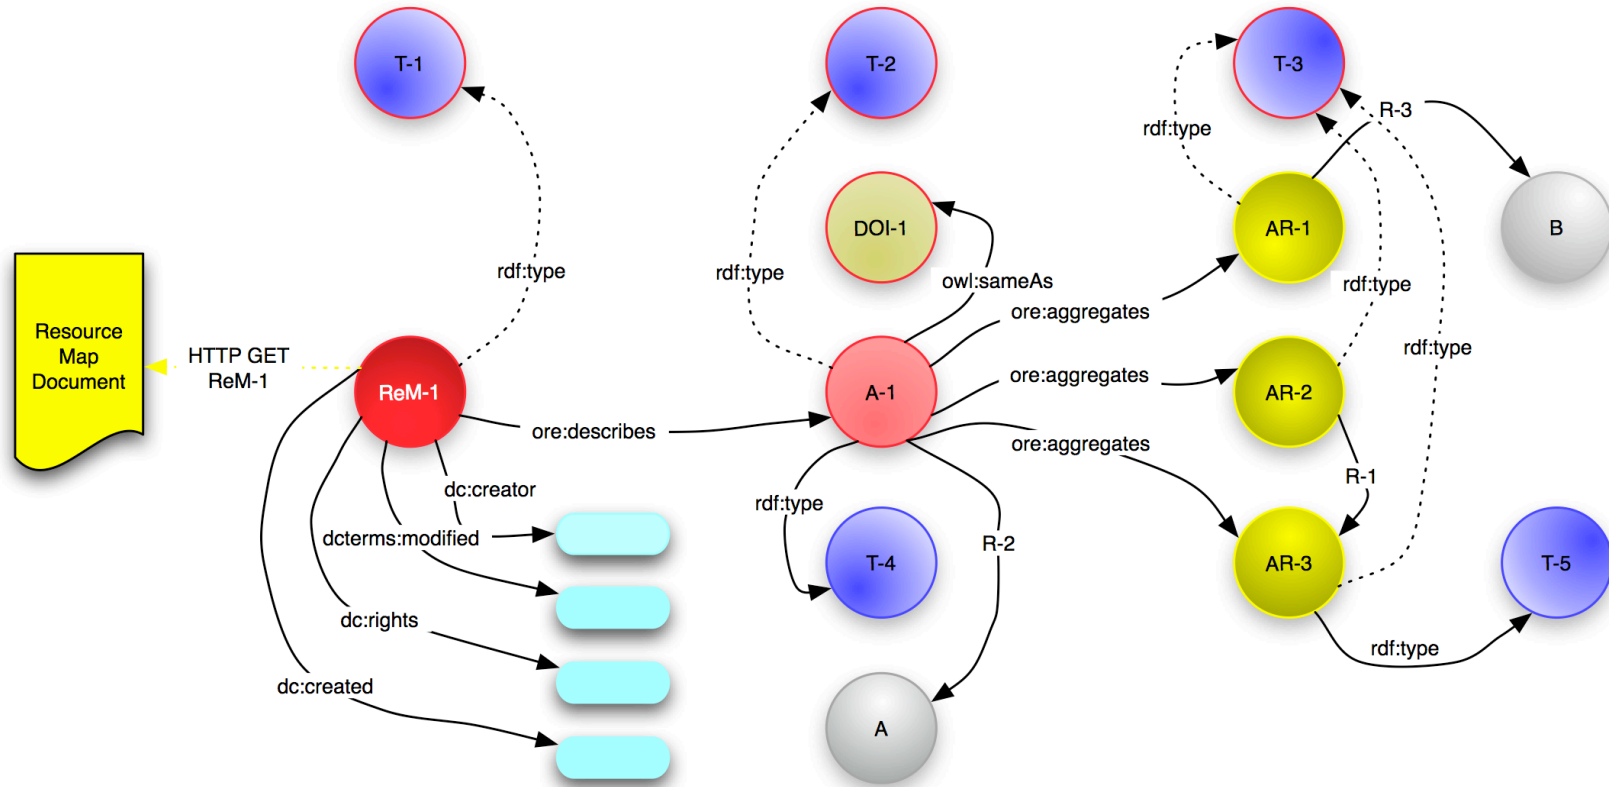 T-1
T-2
T-3
R-3
rdf:type
DOI-1
AR-1
B
rdf:type
rdf:type
owl:sameAs
rdf:type
ore:aggregates
Resource
Map
Document
HTTP GET
ReM-1
rdf:type
ReM-1
A-1
ore:aggregates
AR-2
ore:describes
ore:aggregates
R-1
dc:creator
rdf:type
dcterms:modified
T-4
R-2
AR-3
T-5
dc:rights
rdf:type
dc:created
A